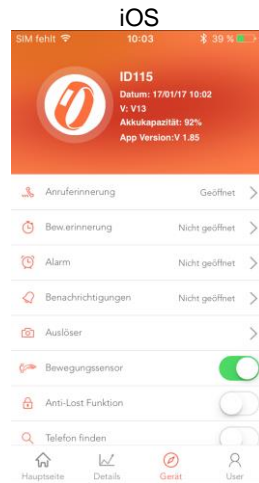 iOS
SIM fehlt 10:03 39 %
ID115
Datum: 17/01/17 10:02
V: V13
Akkukapazität: 92%
App Version:V 1.85
Anruferinnerung Geöffnet
Bew.erinnerung Nicht geöffnet
Alarm Nicht geöffnet
Benachrichtigungen Nicht geöffnet
Auslöser
Bewegungssensor
Anti-Lost Funktion
Telefon finden
Hauptseite Details Gerät User